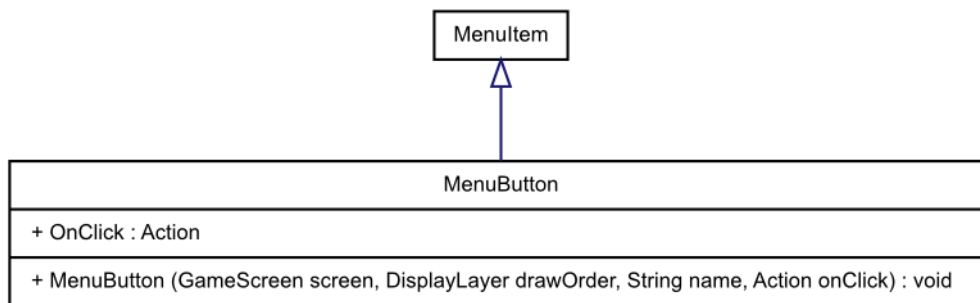 MenuItem
MenuButton
+ OnClick : Action
+ MenuButton (GameScreen screen, DisplayLayer drawOrder, String name, Action onClick) : void